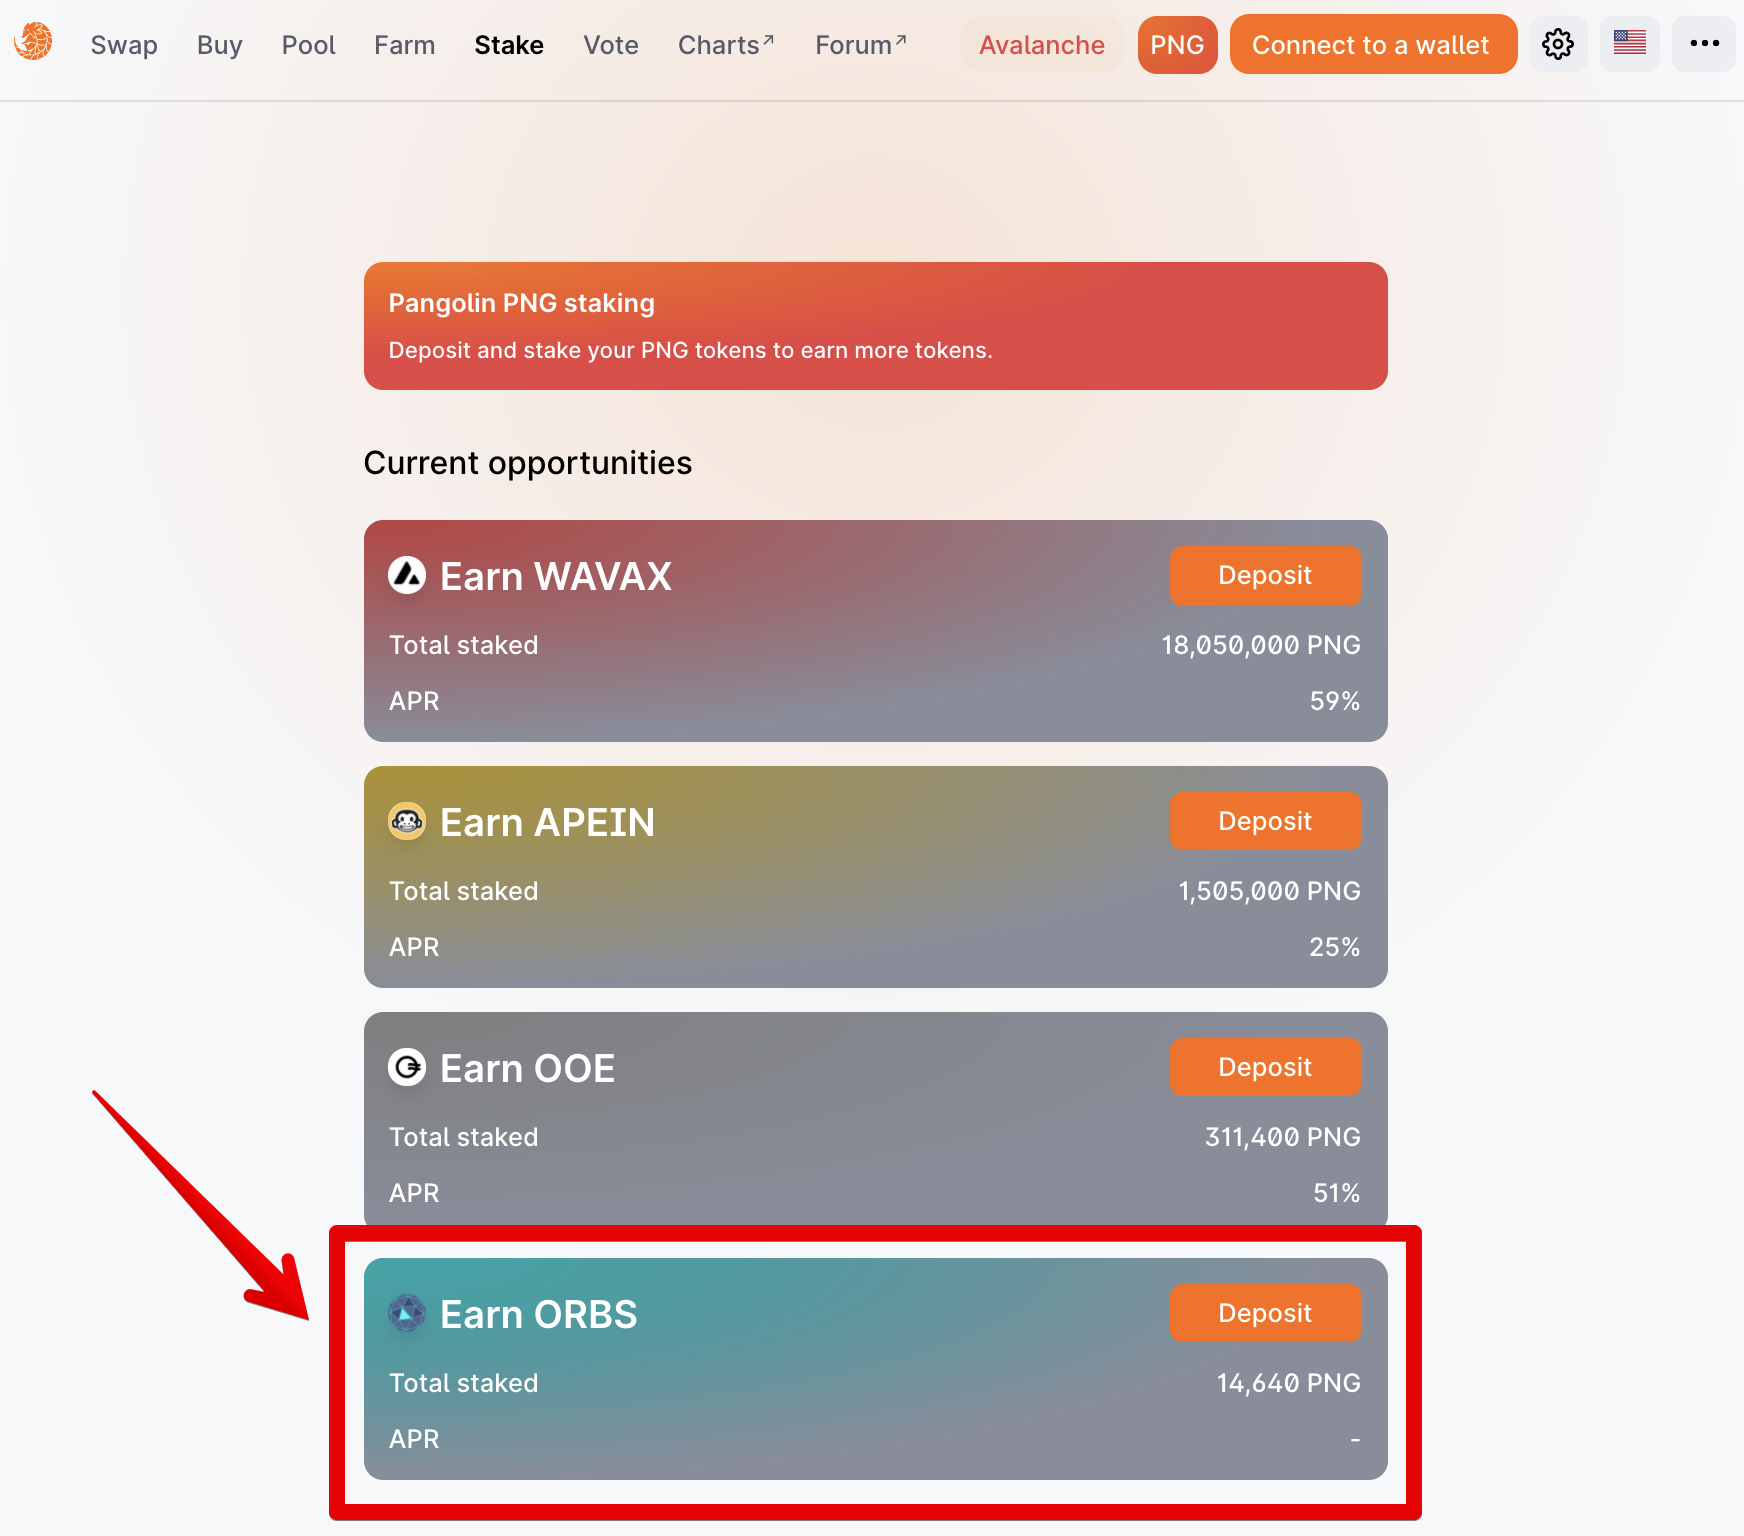 Swap Buy Pool Farm Stake Vote Charts↗ Forum↗ Avalanche PNG Connect to a wallet
Pangolin PNG staking
Deposit and stake your PNG tokens to earn more tokens.
Current opportunities
Earn WAVAX Deposit
Total staked 18,050,000 PNG
APR 59%
Earn APEIN Deposit
Total staked 1,505,000 PNG
APR 25%
Earn OOE Deposit
Total staked 311,400 PNG
APR 51%
Earn ORBS Deposit
Total staked 14,640 PNG
APR -